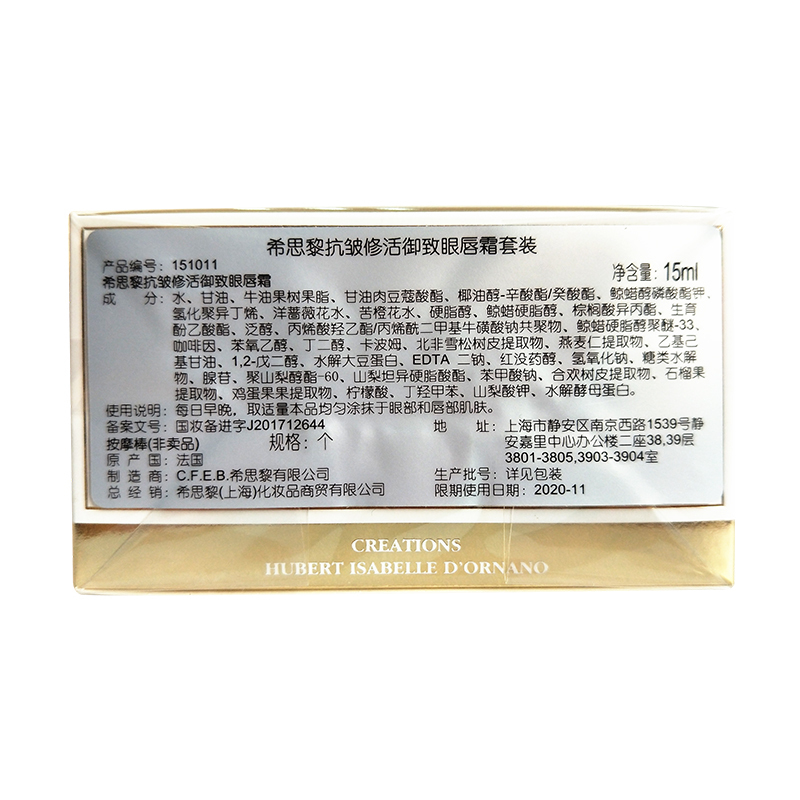 希思黎抗皱修活御致眼唇霜套装
产品编号：151011
净含量：15ml
希思黎抗皱修活御致眼唇霜
成 分：水、甘油、牛油果树果脂、甘油肉豆蔻酸酯、椰油醇-辛酸酯/癸酸酯、鲸蜡醇磷酸酯钾、
氢化聚异丁烯、洋蔷薇花水、苦橙花水、硬脂醇、鲸蜡硬脂醇、棕榈酸异丙酯、生育
酚乙酸酯、泛醇、丙烯酸羟乙酯/丙烯酰二甲基牛磺酸钠共聚物、鲸蜡硬脂醇聚醚-33、
咖啡因、苯氧乙醇、丁二醇、卡波姆、北非雪松树皮提取物、燕麦仁提取物、乙基己
基甘油、1,2-戊二醇、水解大豆蛋白、EDTA 二钠、红没药醇、氢氧化钠、糖类水解
物、腺苷、聚山梨醇酯-60、山梨坦异硬脂酸酯、苯甲酸钠、合欢树皮提取物、石榴果
提取物、鸡蛋果果提取物、柠檬酸、丁羟甲苯、山梨酸钾、水解酵母蛋白。
使用说明：每日早晚，取适量本品均匀涂抹于眼部和唇部肌肤。
备案文号：国妆备进字J201712644
地 址：上海市静安区南京西路1539号静
安嘉里中心办公楼二座38,39层
3801-3805,3903-3904室
按摩棒(非卖品) 规格：个
原 产 国：法国
制 造 商：C.F.E.B.希思黎有限公司
生产批号：详见包装
总 经 销：希思黎(上海)化妆品商贸有限公司
限期使用日期：2020-11
CREATIONS
HUBERT ISABELLE D'ORNANO